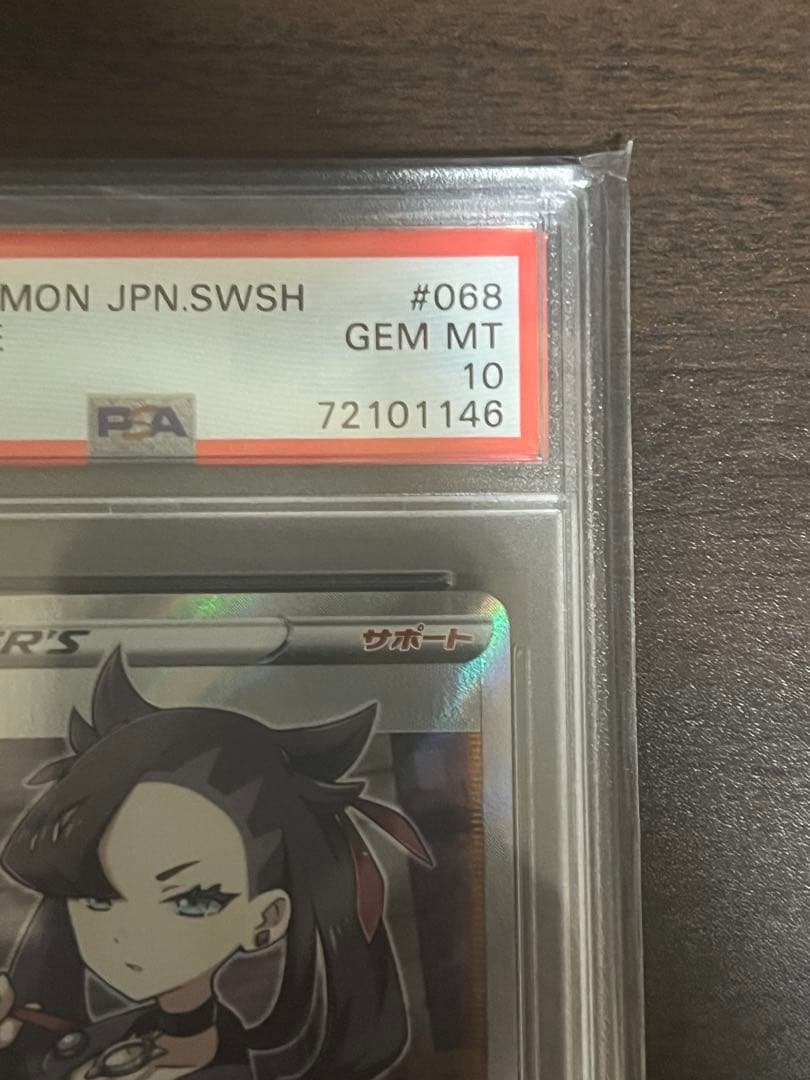 MON JPN.SWSH #068
E GEM MT
10
PSA 72101146
ER'S サポート